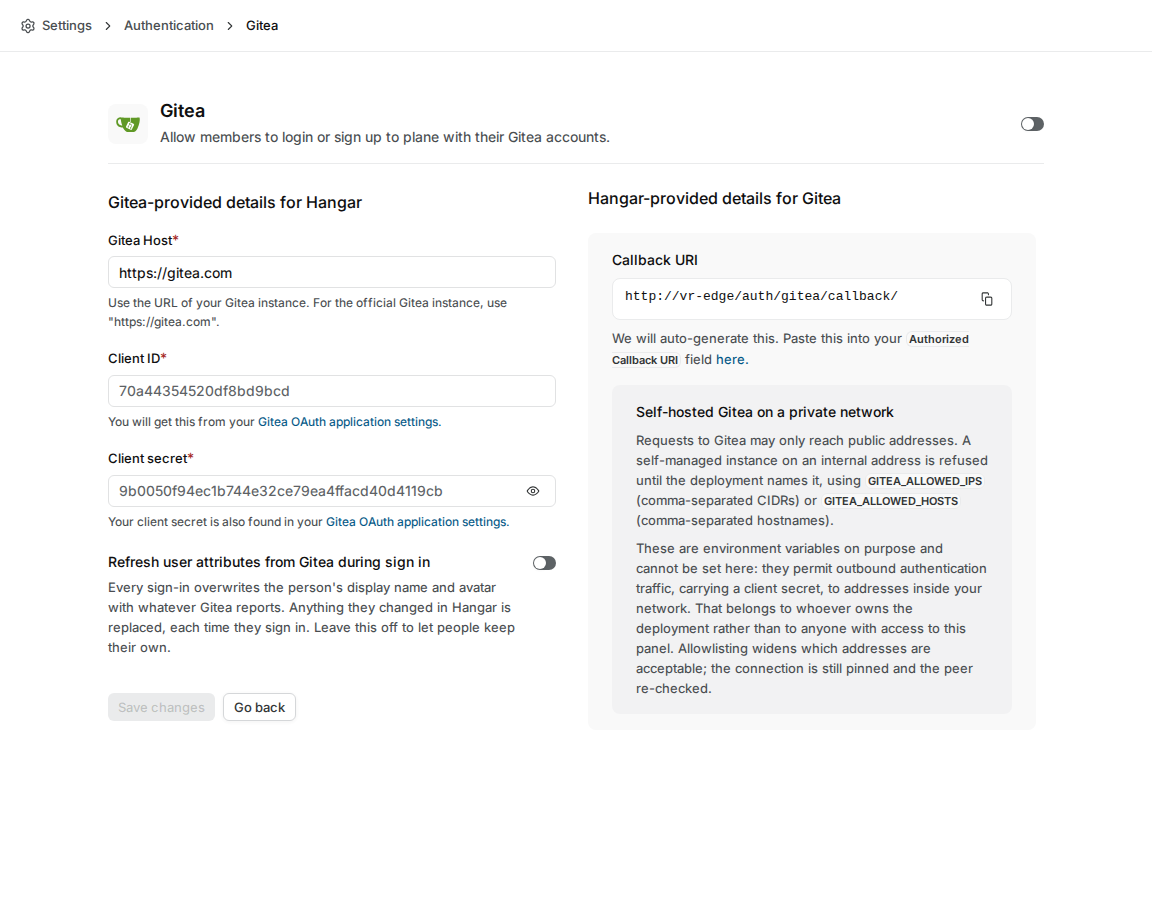 Settings > Authentication > Gitea
Gitea
Allow members to login or sign up to plane with their Gitea accounts.
Gitea-provided details for Hangar
Gitea Host*
https://gitea.com
Use the URL of your Gitea instance. For the official Gitea instance, use
"https://gitea.com".
Client ID*
70a44354520df8bd9bcd
You will get this from your Gitea OAuth application settings.
Client secret*
9b0050f94ec1b744e32ce79ea4ffacd40d4119cb
Your client secret is also found in your Gitea OAuth application settings.
Refresh user attributes from Gitea during sign in
Every sign-in overwrites the person's display name and avatar
with whatever Gitea reports. Anything they changed in Hangar is
replaced, each time they sign in. Leave this off to let people keep
their own.
Save changes
Go back
Hangar-provided details for Gitea
Callback URI
http://vr-edge/auth/gitea/callback/
We will auto-generate this. Paste this into your Authorized
Callback URI field here.
Self-hosted Gitea on a private network
Requests to Gitea may only reach public addresses. A
self-managed instance on an internal address is refused
until the deployment names it, using GITEA_ALLOWED_IPS
(comma-separated CIDRs) or GITEA_ALLOWED_HOSTS
(comma-separated hostnames).
These are environment variables on purpose and
cannot be set here: they permit outbound authentication
traffic, carrying a client secret, to addresses inside your
network. That belongs to whoever owns the
deployment rather than to anyone with access to this
panel. Allowlisting widens which addresses are
acceptable; the connection is still pinned and the peer
re-checked.